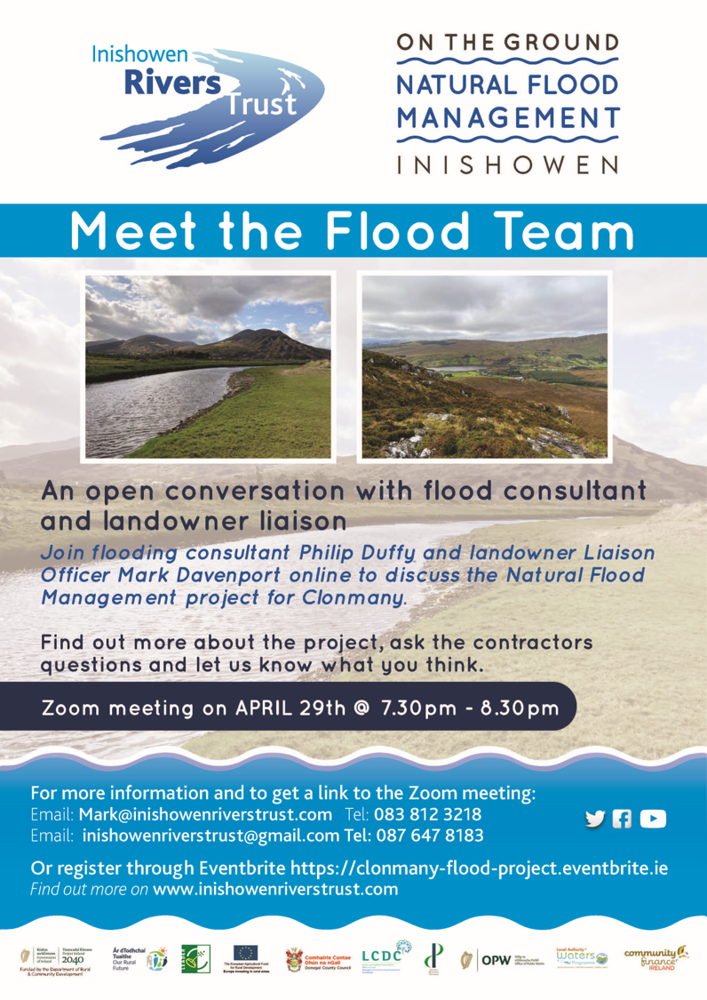 Inishowen
Rivers
Trust
ON THE GROUND
NATURAL FLOOD
MANAGEMENT
INISHOWEN
Meet the Flood Team
An open conversation with flood consultant
and landowner liaison
Join flooding consultant Philip Duffy and landowner Liaison
Officer Mark Davenport online to discuss the Natural Flood
Management project for Clonmany.
Find out more about the project, ask the contractors
questions and let us know what you think.
Zoom meeting on APRIL 29th @ 7.30pm - 8.30pm
For more information and to get a link to the Zoom meeting:
Email: Mark@inishowenriverstrust.com Tel: 083 812 3218
Email: inishowenriverstrust@gmail.com Tel: 087 647 8183
Or register through Eventbrite https://clonmany-flood-project.eventbrite.ie
Find out more on www.inishowenriverstrust.com
Rialtas
na hÉireann
Government
of Ireland
Tionscadal Éireann
Project Ireland
2040
Funded by the Department of Rural
& Community Development
Ár dTodhchaí
Tuaithe
Our Rural
Future
The European Agricultural Fund
for Rural Development
Europe investing in rural areas
Comhairle Contae
Dhún na nGall
Donegal County Council
LCDC
OPW
Oifig na
nOibreacha Poiblí
Office of Public Works
Local Authority
Waters
Programme
community
finance
IRELAND